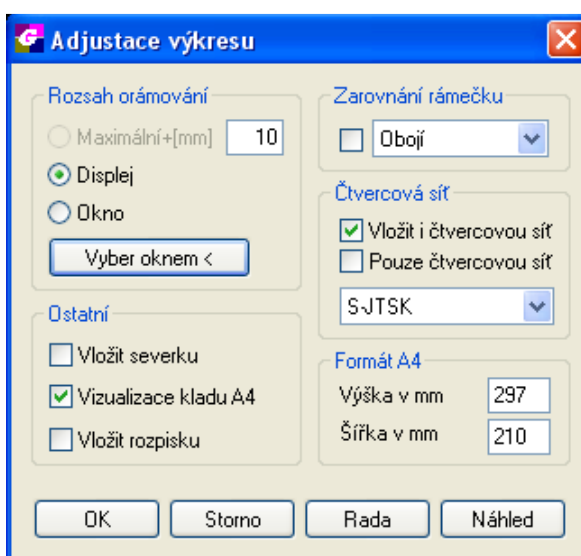 Adjustace výkresu
Rozsah orámování
Maximální+[mm] 10
Displej
Okno
Vyber oknem <
Ostatní
Vložit severku
Vizualizace kladu A4
Vložit rozpisku
Zarovnání rámečku
Obojí
Čtvercová síť
Vložit i čtvercovou síť
Pouze čtvercovou síť
S-JTSK
Formát A4
Výška v mm 297
Šířka v mm 210
OK Storno Rada Náhled